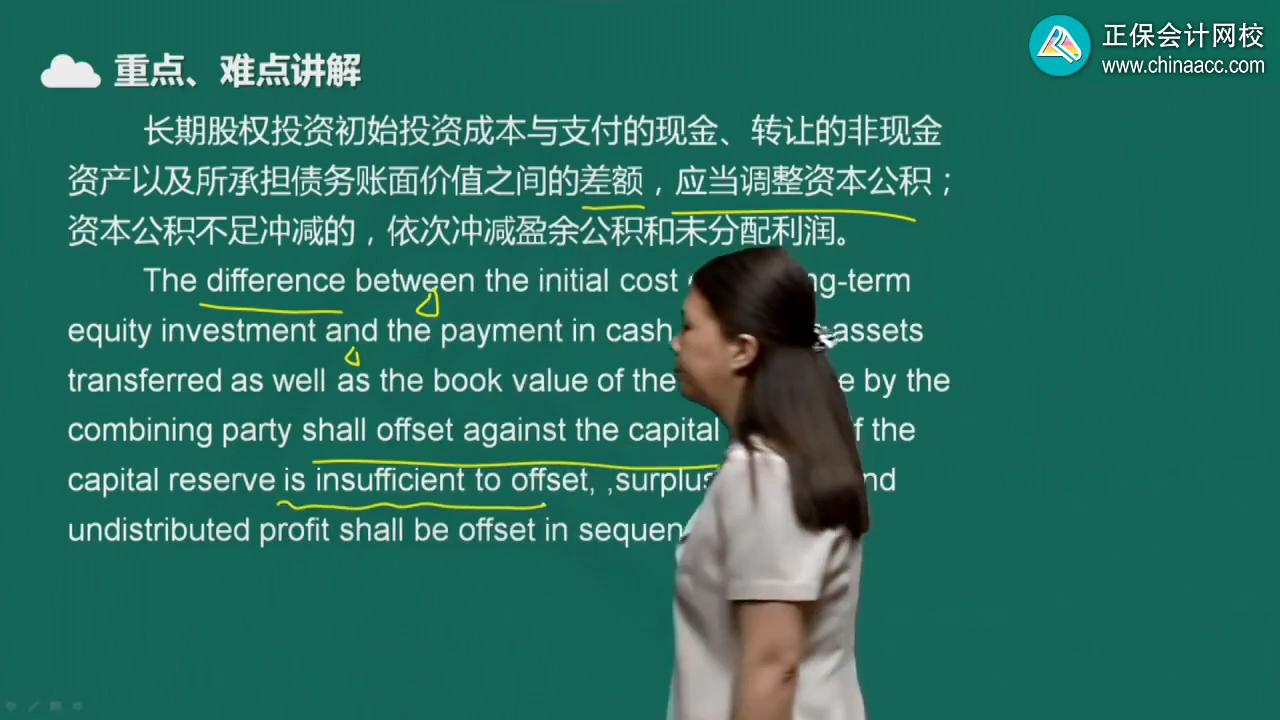 正保会计网校
www.chinaacc.com
重点、难点讲解
长期股权投资初始投资成本与支付的现金、转让的非现金
资产以及所承担债务账面价值之间的差额，应当调整资本公积；
资本公积不足冲减的，依次冲减盈余公积和未分配利润。
The difference between the initial cost
equity investment and the payment in cash assets
transferred as well as the book value of the by the
combining party shall offset against the capital the
capital reserve is insufficient to offset, ,surplus
undistributed profit shall be offset in